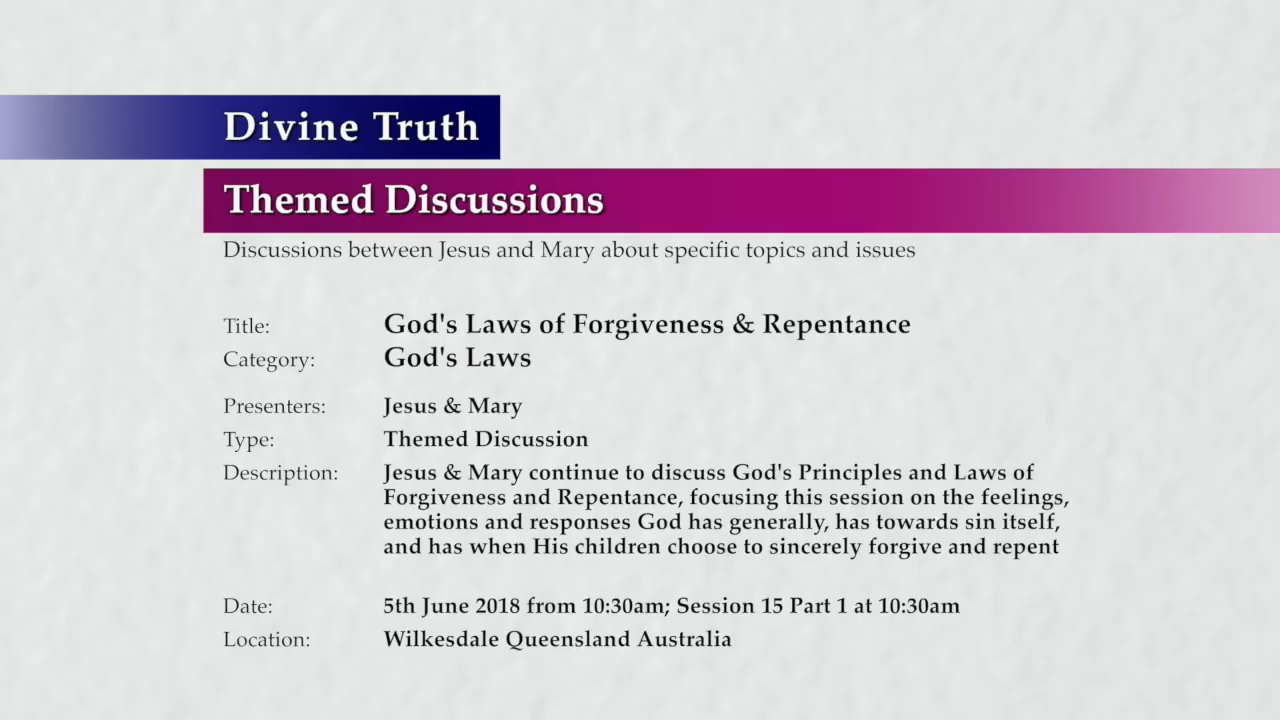 Divine Truth
Themed Discussions
Discussions between Jesus and Mary about specific topics and issues
Title: God's Laws of Forgiveness & Repentance
Category: God's Laws
Presenters: Jesus & Mary
Type: Themed Discussion
Description: Jesus & Mary continue to discuss God's Principles and Laws of
Forgiveness and Repentance, focusing this session on the feelings,
emotions and responses God has generally, has towards sin itself,
and has when His children choose to sincerely forgive and repent
Date: 5th June 2018 from 10:30am; Session 15 Part 1 at 10:30am
Location: Wilkesdale Queensland Australia